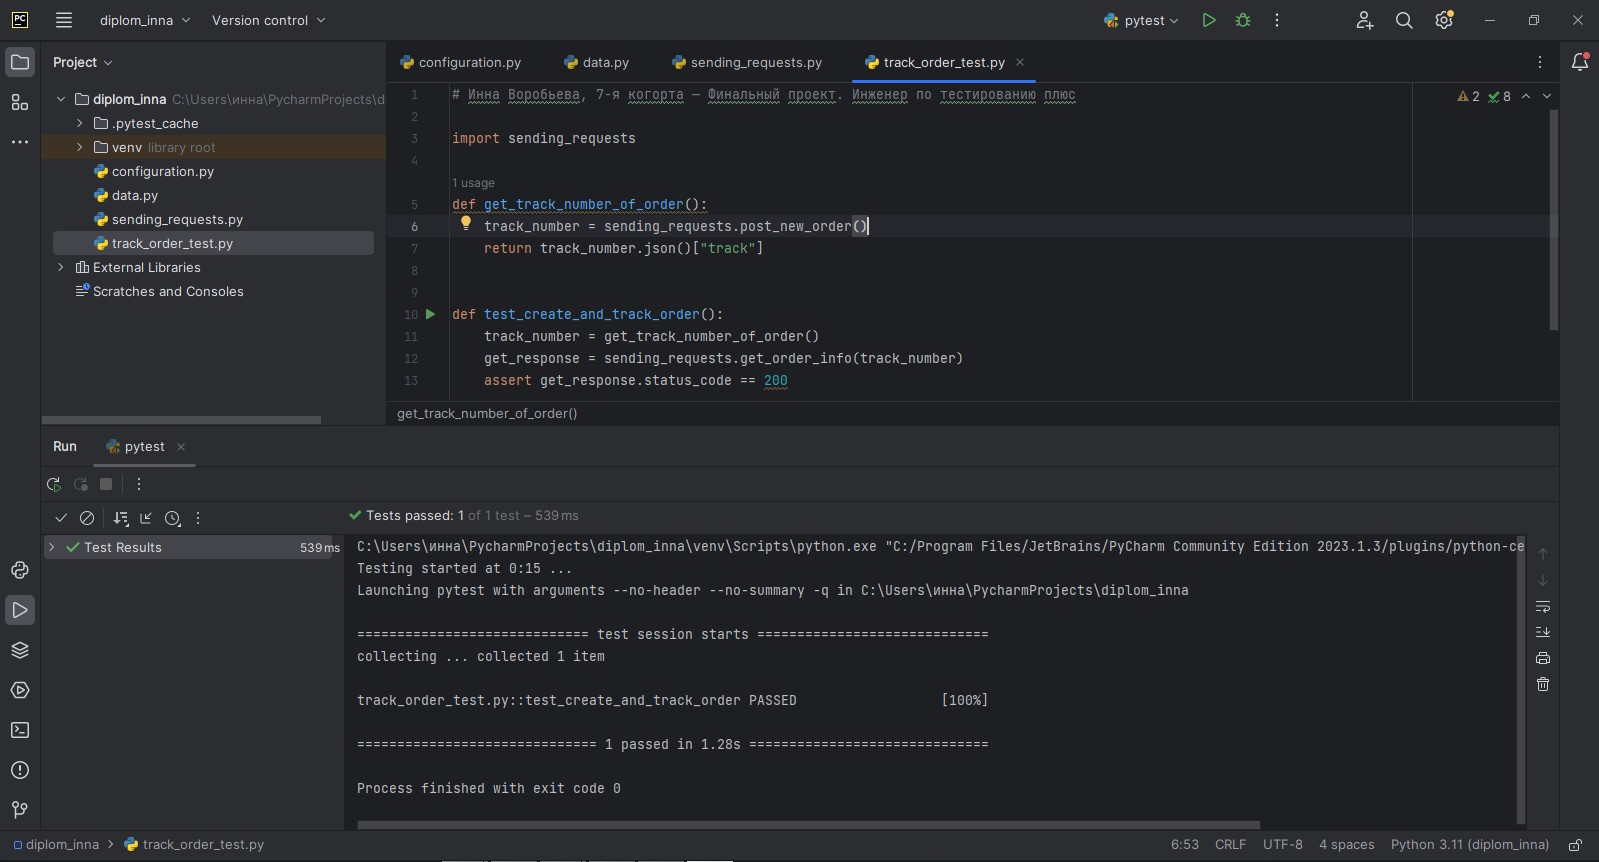 PC
diplom_inna
Version control
pytest
Project
configuration.py
data.py
sending_requests.py
track_order_test.py
diplom_inna C:\Users\инна\PycharmProjects\d
.pytest_cache
venv library root
configuration.py
data.py
sending_requests.py
track_order_test.py
External Libraries
Scratches and Consoles
1 # Инна Воробьева, 7-я когорта — Финальный проект. Инженер по тестированию плюс
2
3 import sending_requests
4
1 usage
5 def get_track_number_of_order():
6 track_number = sending_requests.post_new_order()
7 return track_number.json()["track"]
8
9
10 def test_create_and_track_order():
11 track_number = get_track_number_of_order()
12 get_response = sending_requests.get_order_info(track_number)
13 assert get_response.status_code == 200
2 8
get_track_number_of_order()
Run
pytest
Tests passed: 1 of 1 test – 539 ms
Test Results 539 ms
C:\Users\инна\PycharmProjects\diplom_inna\venv\Scripts\python.exe "C:/Program Files/JetBrains/PyCharm Community Edition 2023.1.3/plugins/python-ce
Testing started at 0:15 ...
Launching pytest with arguments --no-header --no-summary -q in C:\Users\инна\PycharmProjects\diplom_inna
============================= test session starts =============================
collecting ... collected 1 item
track_order_test.py::test_create_and_track_order PASSED [100%]
============================== 1 passed in 1.28s ==============================
Process finished with exit code 0
diplom_inna
track_order_test.py
6:53
CRLF
UTF-8
4 spaces
Python 3.11 (diplom_inna)